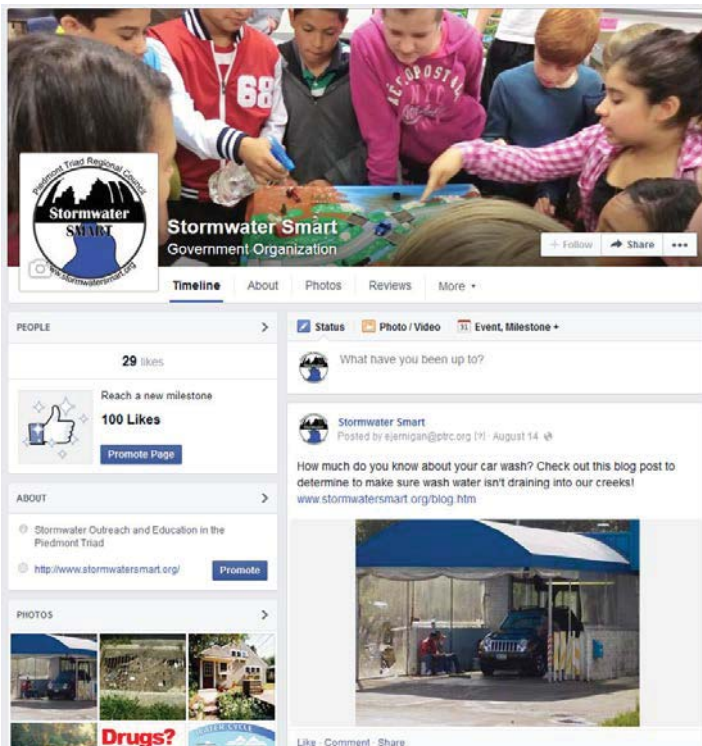 68
AEROPOSTAL
Piedmont Triad Regional Council
Stormwater
SMART
www.stormwatersmart.org
Stormwater Smart
Government Organization
+ Follow
Share
Timeline
About
Photos
Reviews
More
PEOPLE
29 likes
Reach a new milestone
100 Likes
Promote Page
ABOUT
Stormwater Outreach and Education in the
Piedmont Triad
http://www.stormwatersmart.org/
Promote
PHOTOS
Drugs?
WATER CYCLE
Status
Photo / Video
31
Event, Milestone +
What have you been up to?
Stormwater Smart
Posted by ejernigan@ptrc.org [?] · August 14
How much do you know about your car wash? Check out this blog post to
determine to make sure wash water isn't draining into our creeks!
www.stormwatersmart.org/blog.htm
Like · Comment · Share